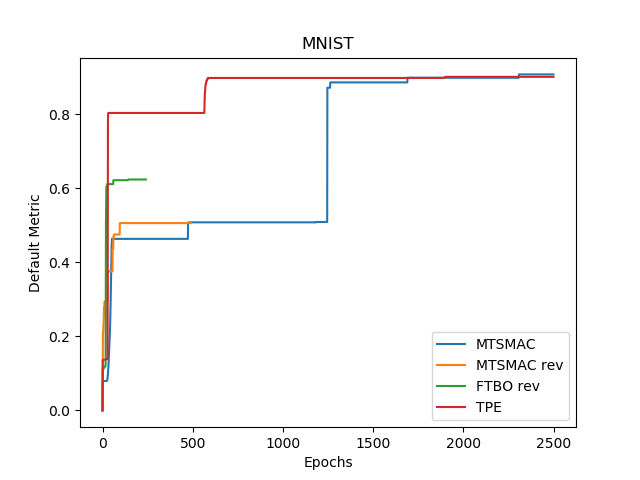 MNIST
Default Metric
0.8
0.6
0.4
0.2
0.0
0
500
1000
1500
2000
2500
Epochs
MTSMAC
MTSMAC rev
FTBO rev
TPE